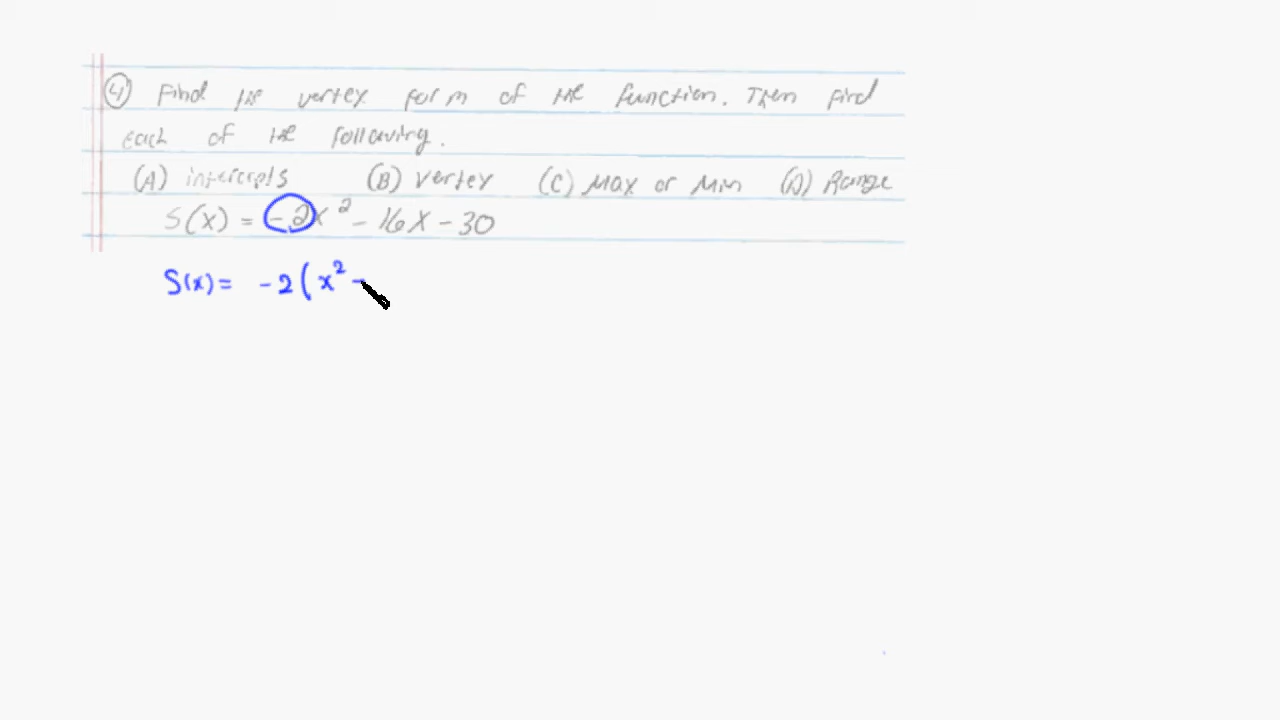 (4) Find the vertex form of the function. Then find
each of the following.
(A) intercepts (B) vertex (C) Max or Min (D) Range
S(x) = -2x² - 16x - 30
S(x) = -2(x² -